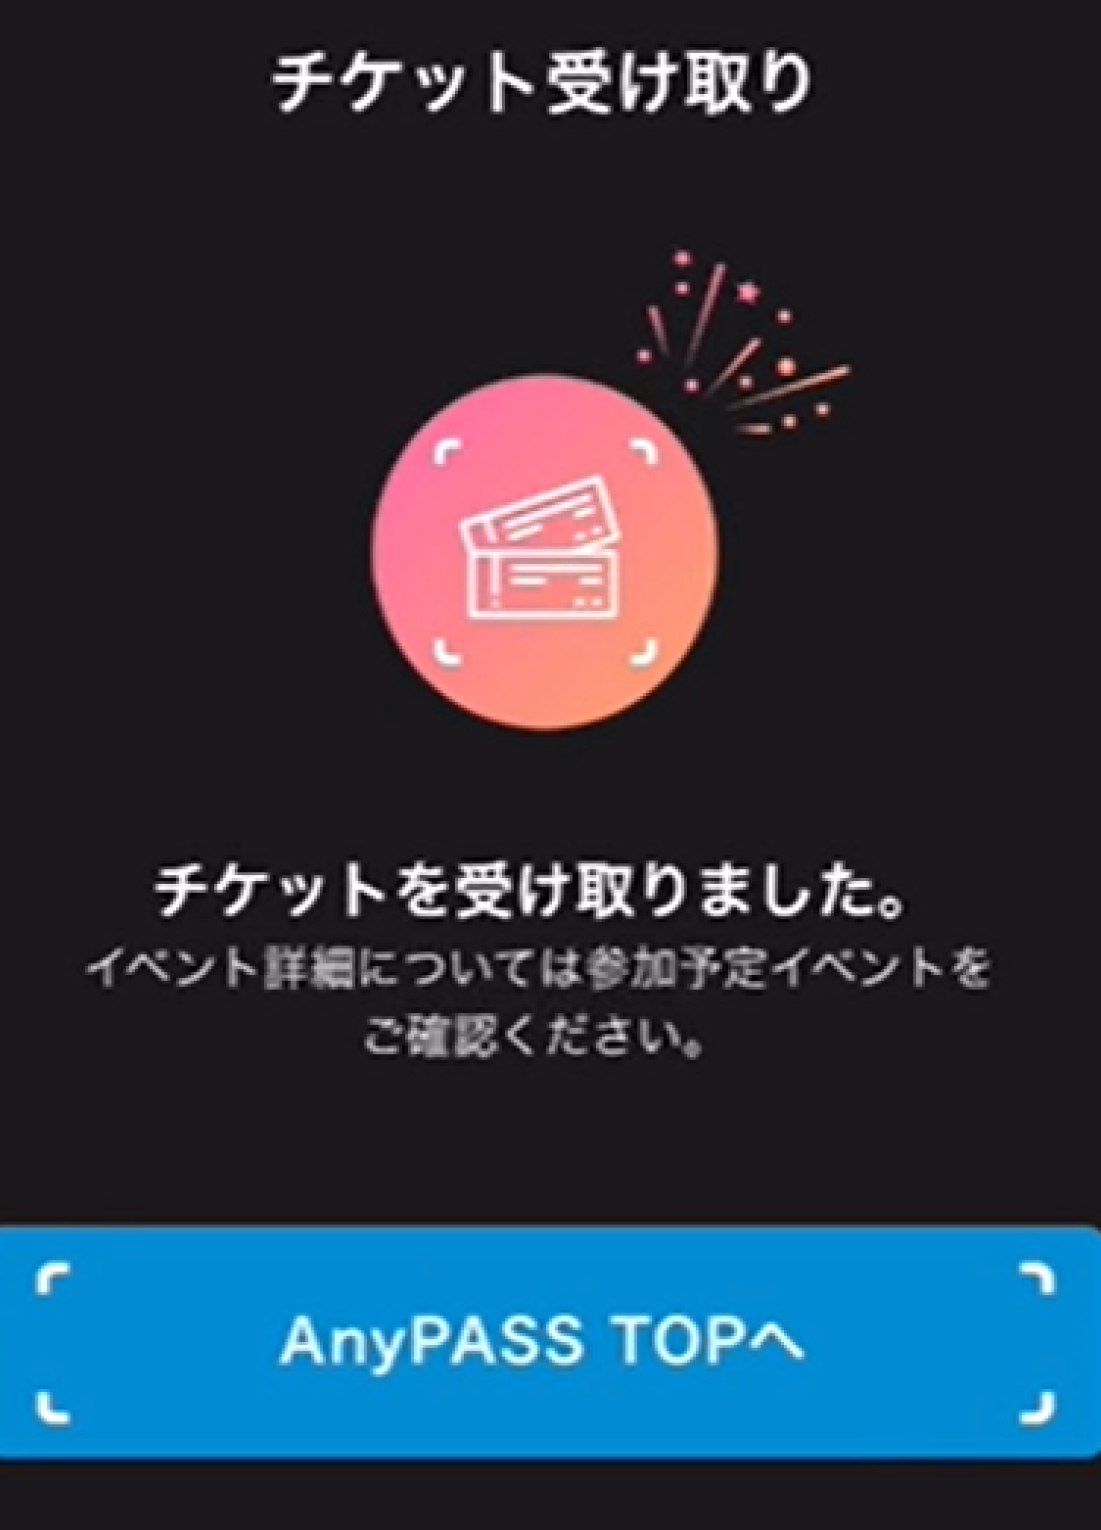 チケット受け取り
チケットを受け取りました。
イベント詳細については参加予定イベントを
ご確認ください。
AnyPASS TOPへ